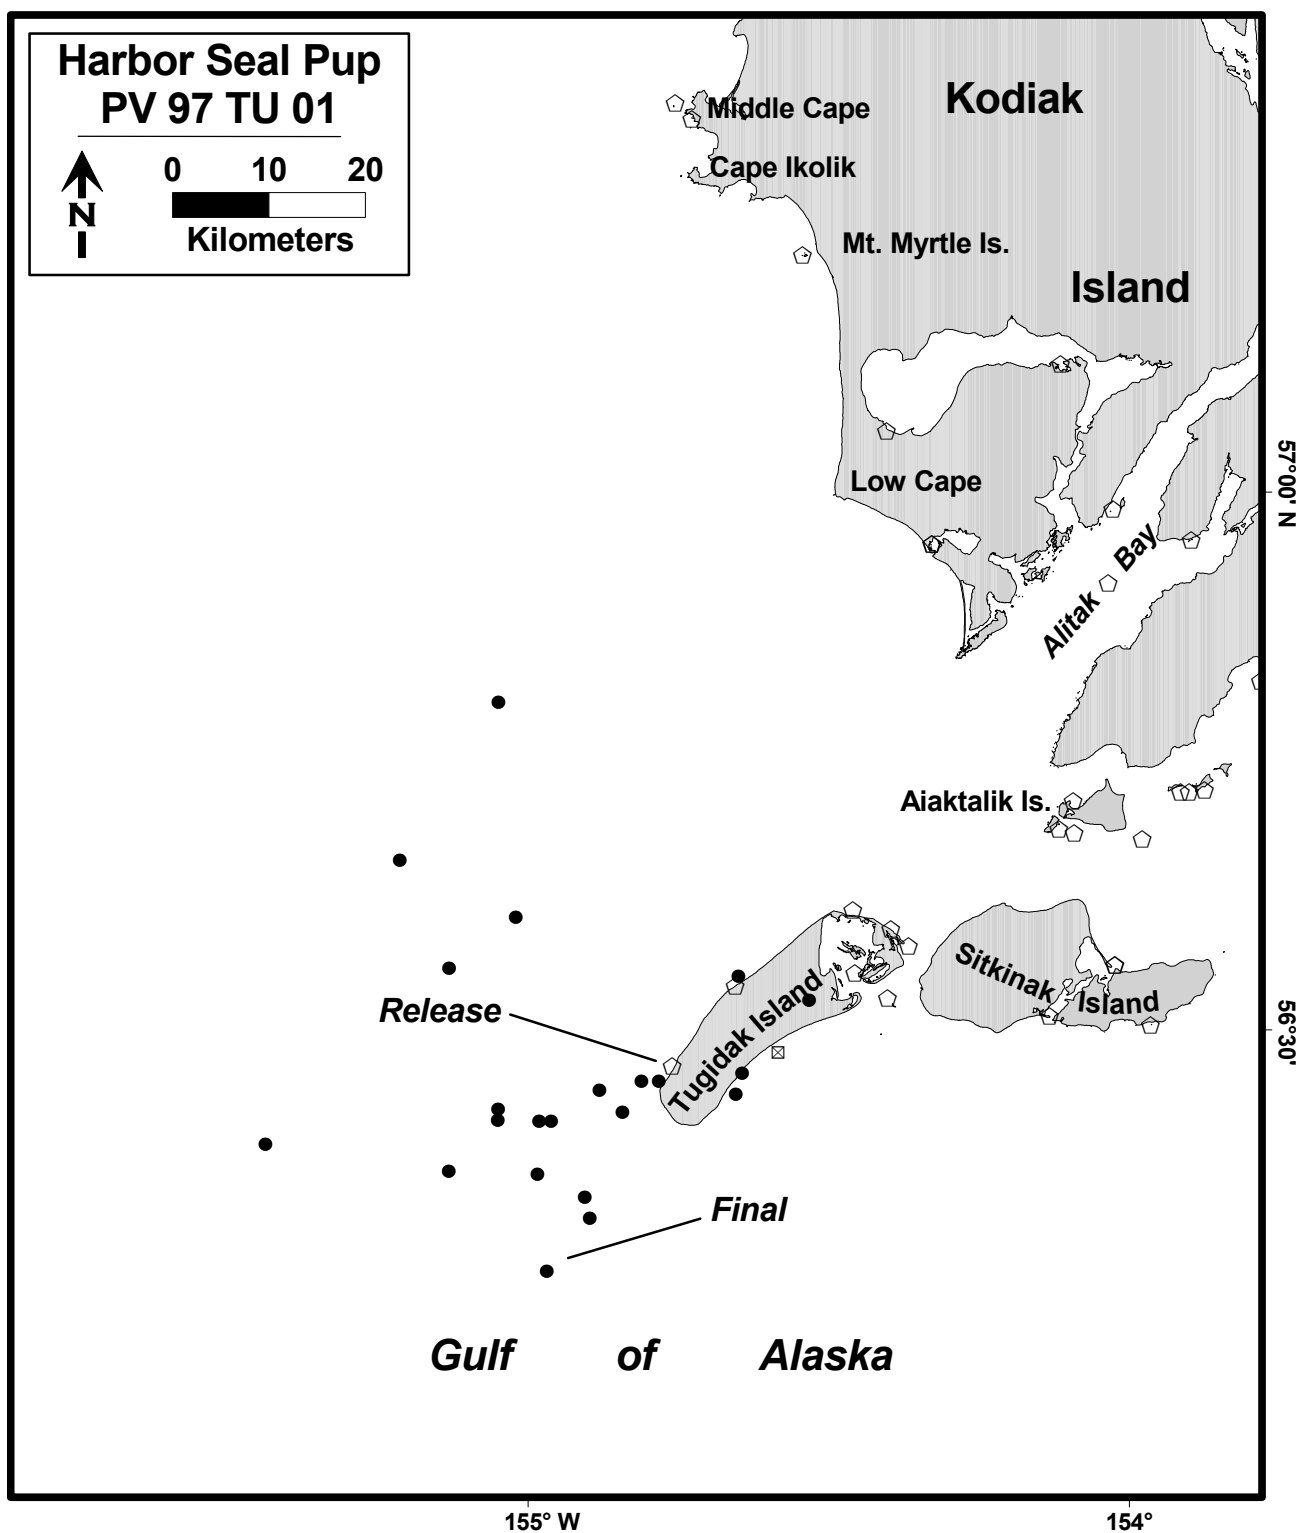 Harbor Seal Pup
PV 97 TU 01
0 10 20
N
Kilometers
Kodiak
Middle Cape
Cape Ikolik
Mt. Myrtle Is.
Island
Low Cape
57°00' N
Alitak Bay
Aiaktalik Is.
Sitkinak
Island
Release
Tugidak Island
56°30'
Final
Gulf of Alaska
155° W
154°